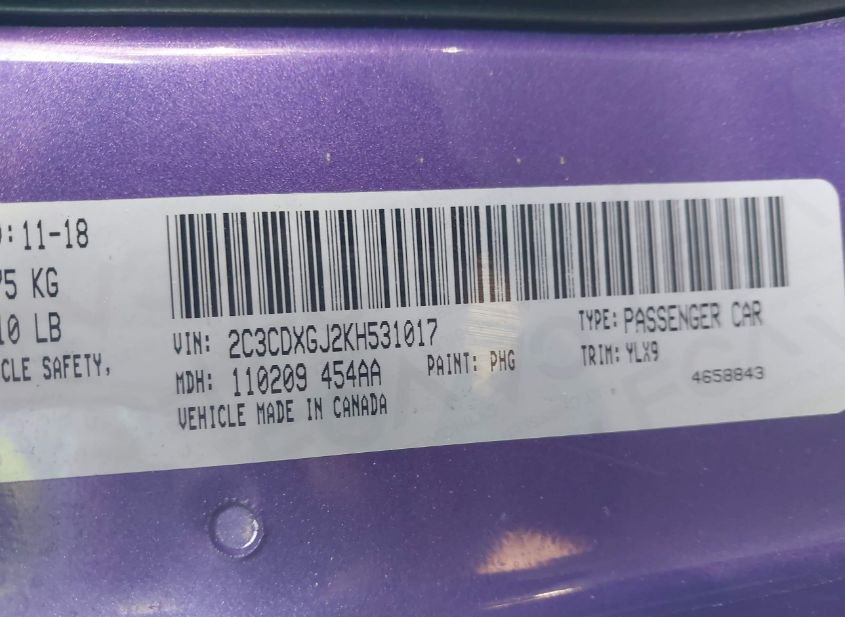 : 11-18
75 KG
10 LB
CLE SAFETY,
VIN: 2C3CDXGJ2KH531017
TYPE: PASSENGER CAR
MDH: 110209 454AA
PAINT: PHG
TRIM: YLX9
VEHICLE MADE IN CANADA
4658843